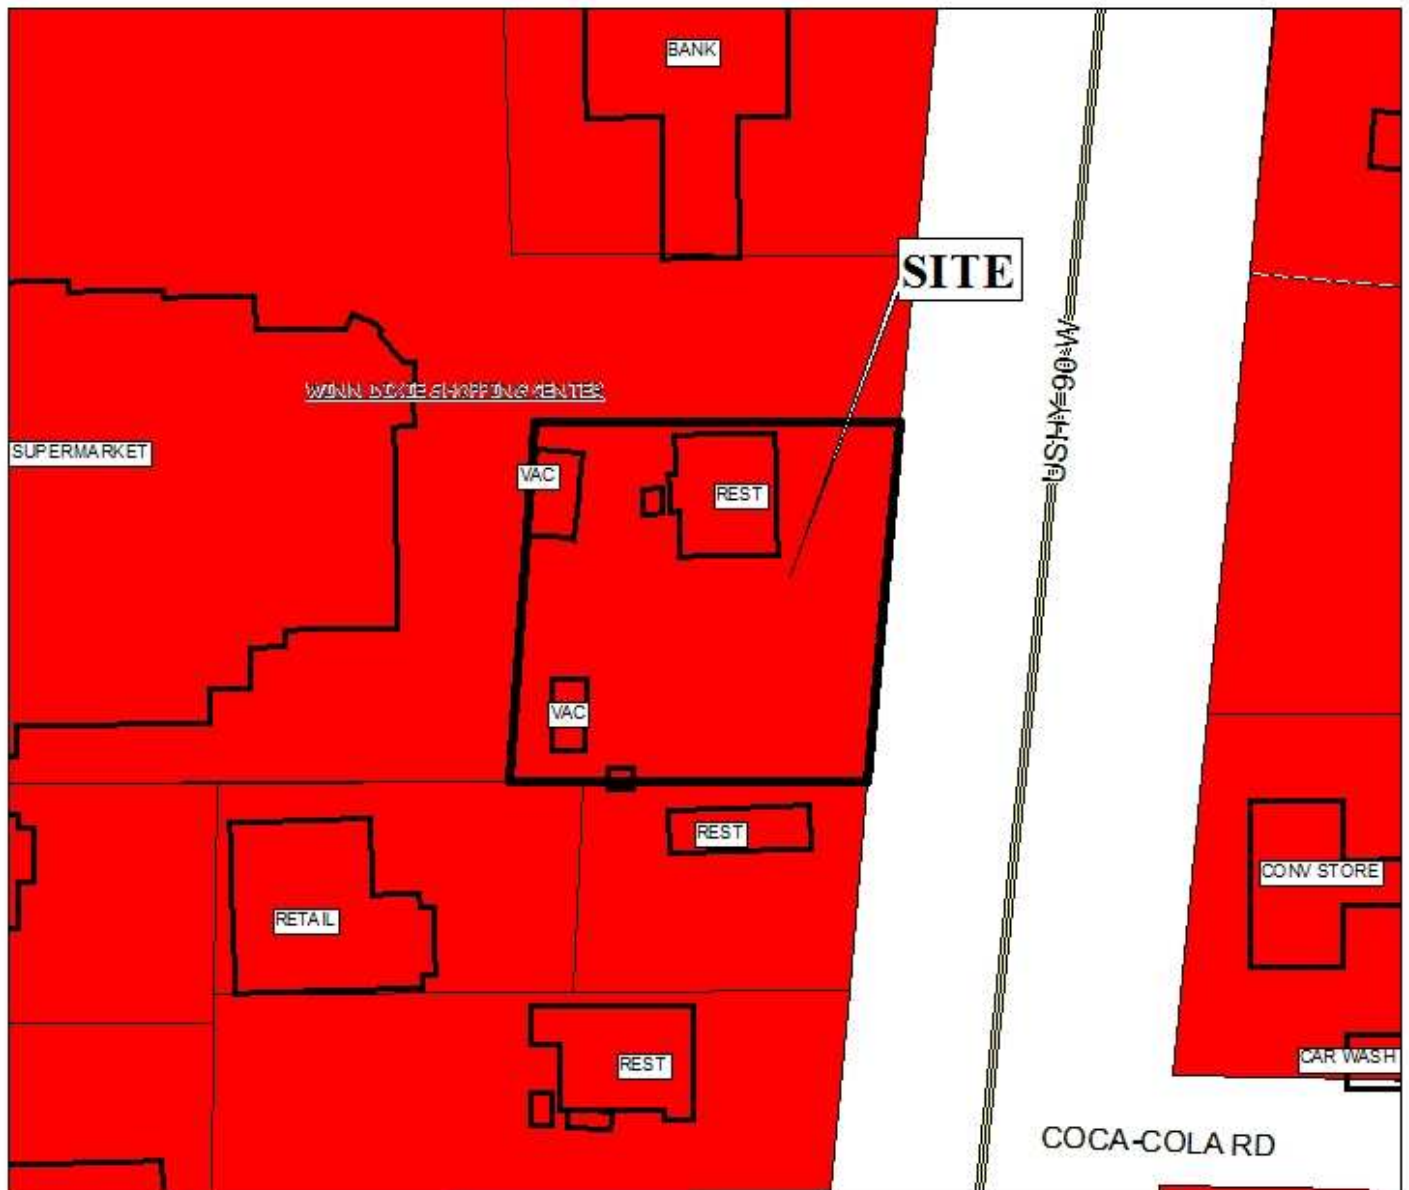 BANK
SITE
USHY-90-W
WINN DIXIE SHOPPING CENTER
SUPERMARKET
VAC
REST
VAC
REST
CONV STORE
RETAIL
REST
CAR WASH
COCA-COLA RD